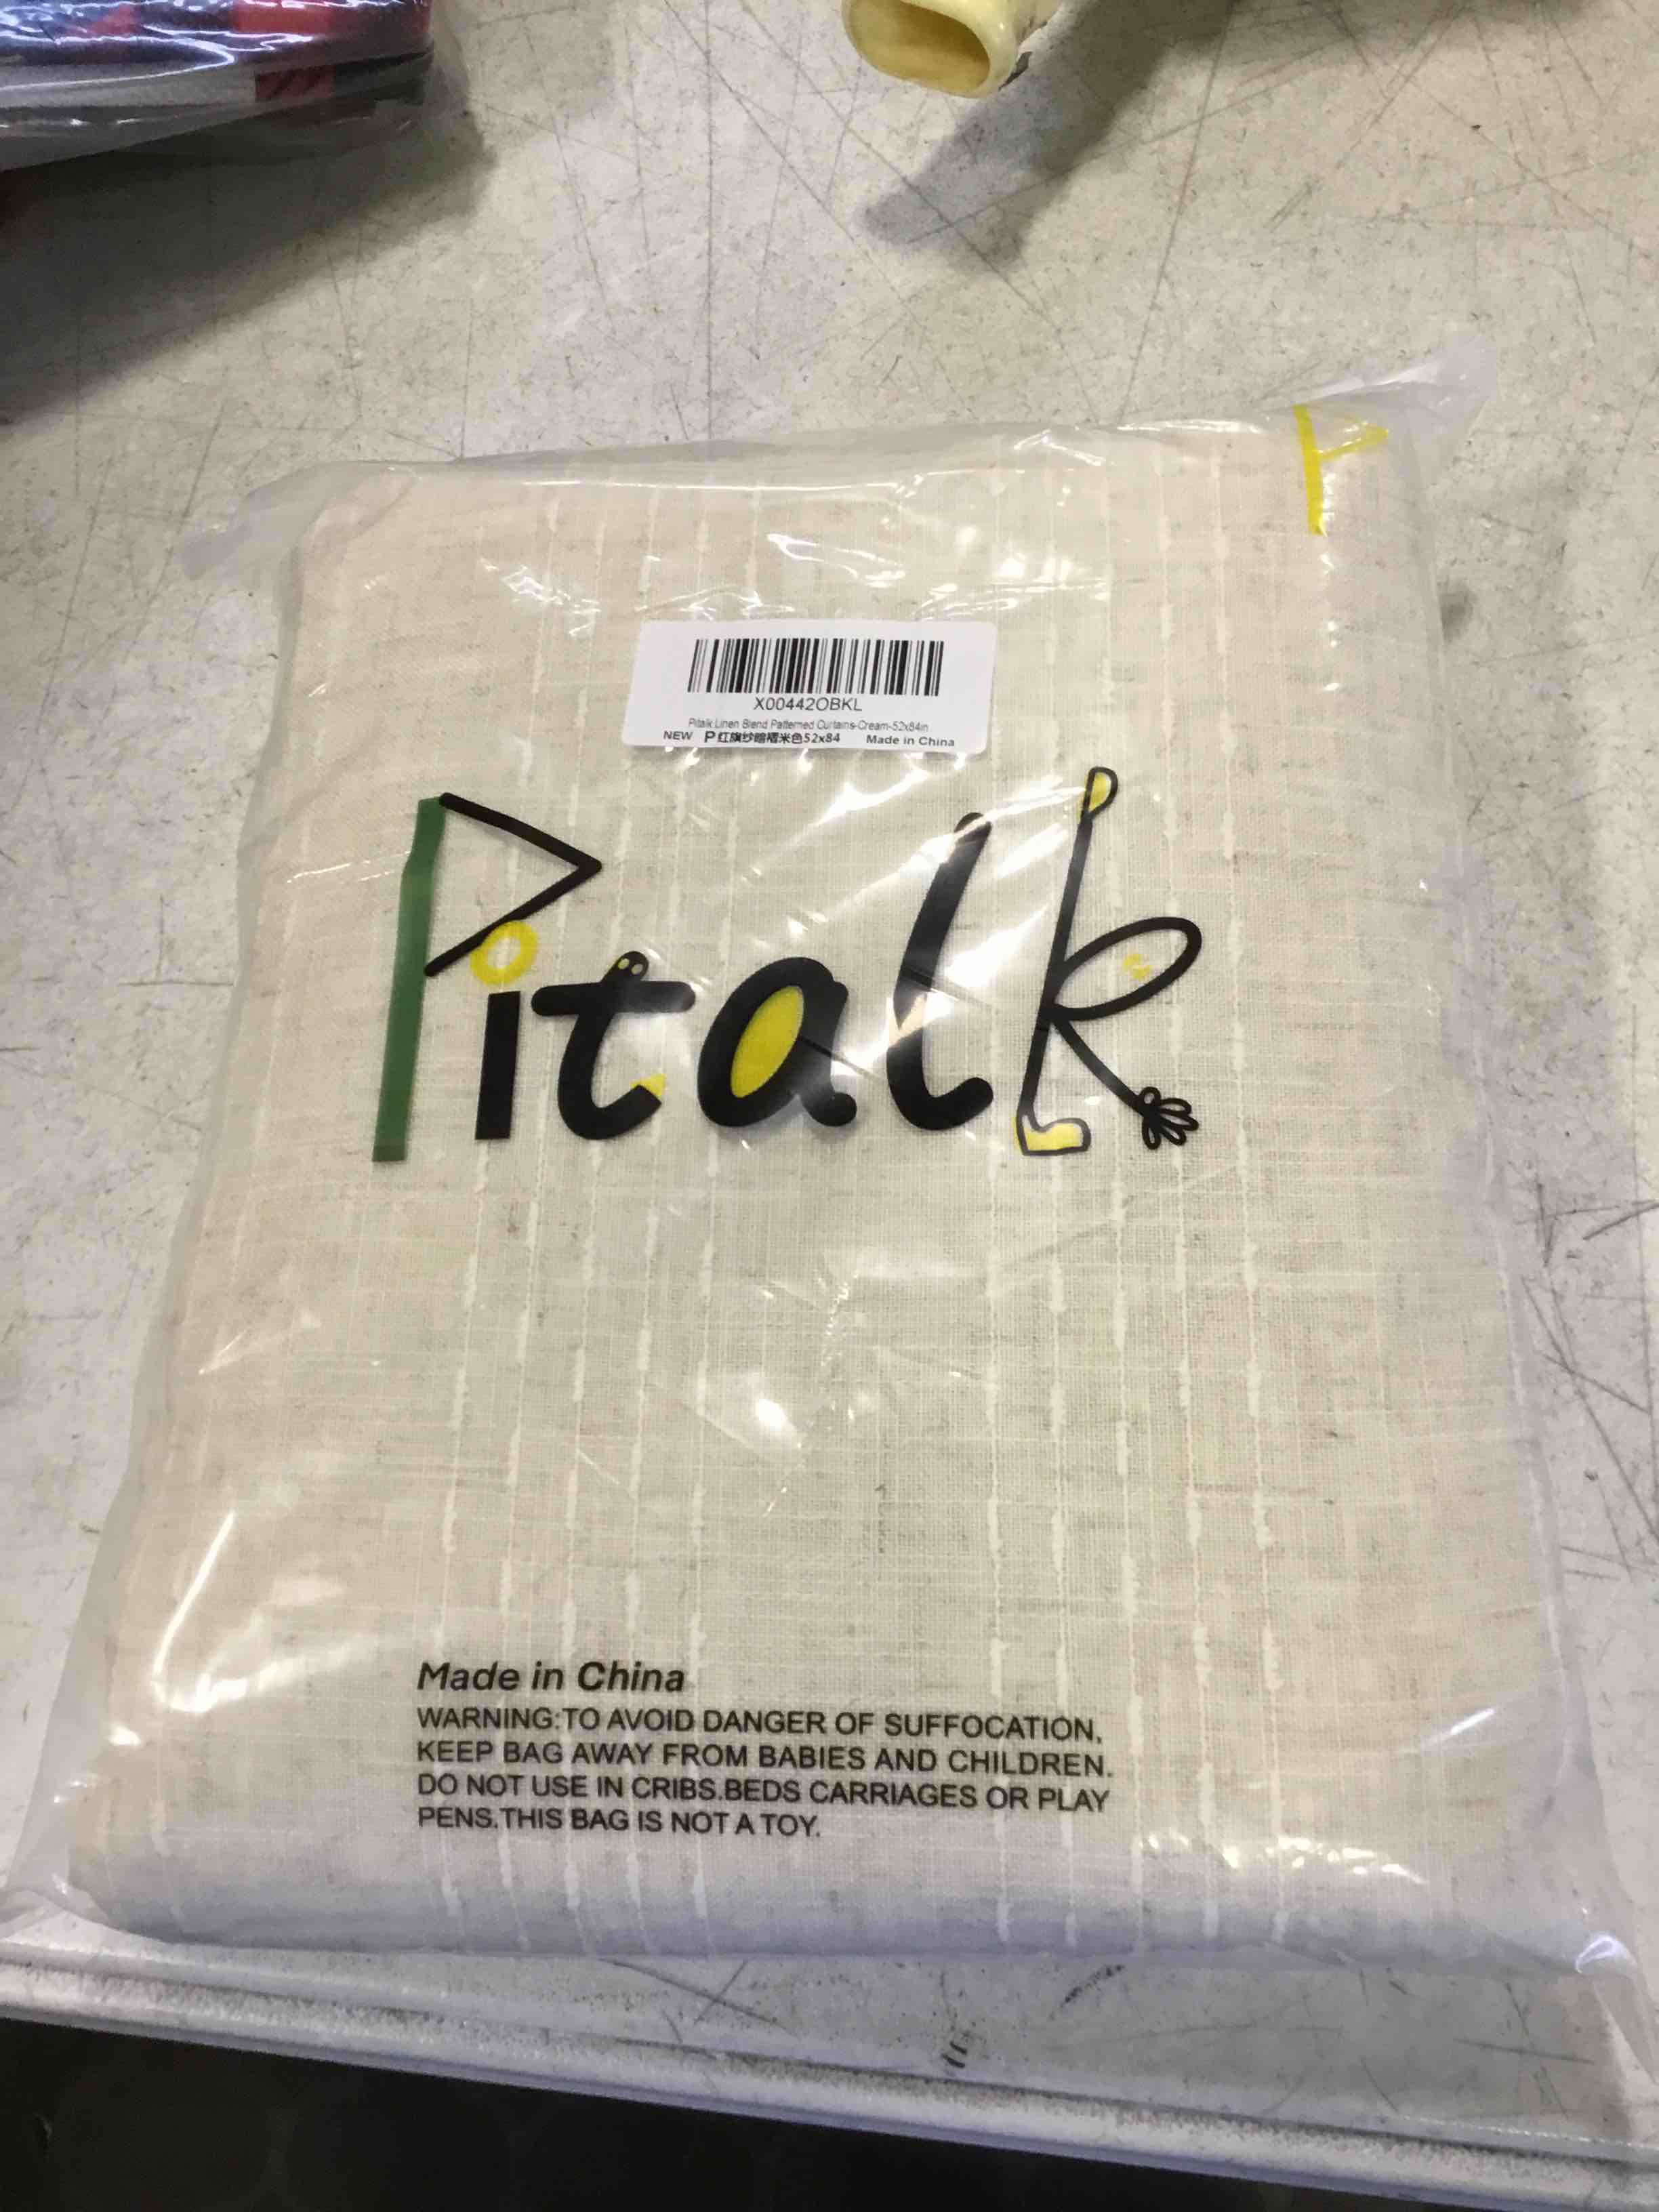 X00442OBKL
Pitalk Linen Blend Patterned Curtains-Cream-52x84in
NEW P红旗纱暗褶米色52x84 Made in China
Pitalk
Made in China
WARNING:TO AVOID DANGER OF SUFFOCATION,
KEEP BAG AWAY FROM BABIES AND CHILDREN.
DO NOT USE IN CRIBS.BEDS CARRIAGES OR PLAY
PENS.THIS BAG IS NOT A TOY.